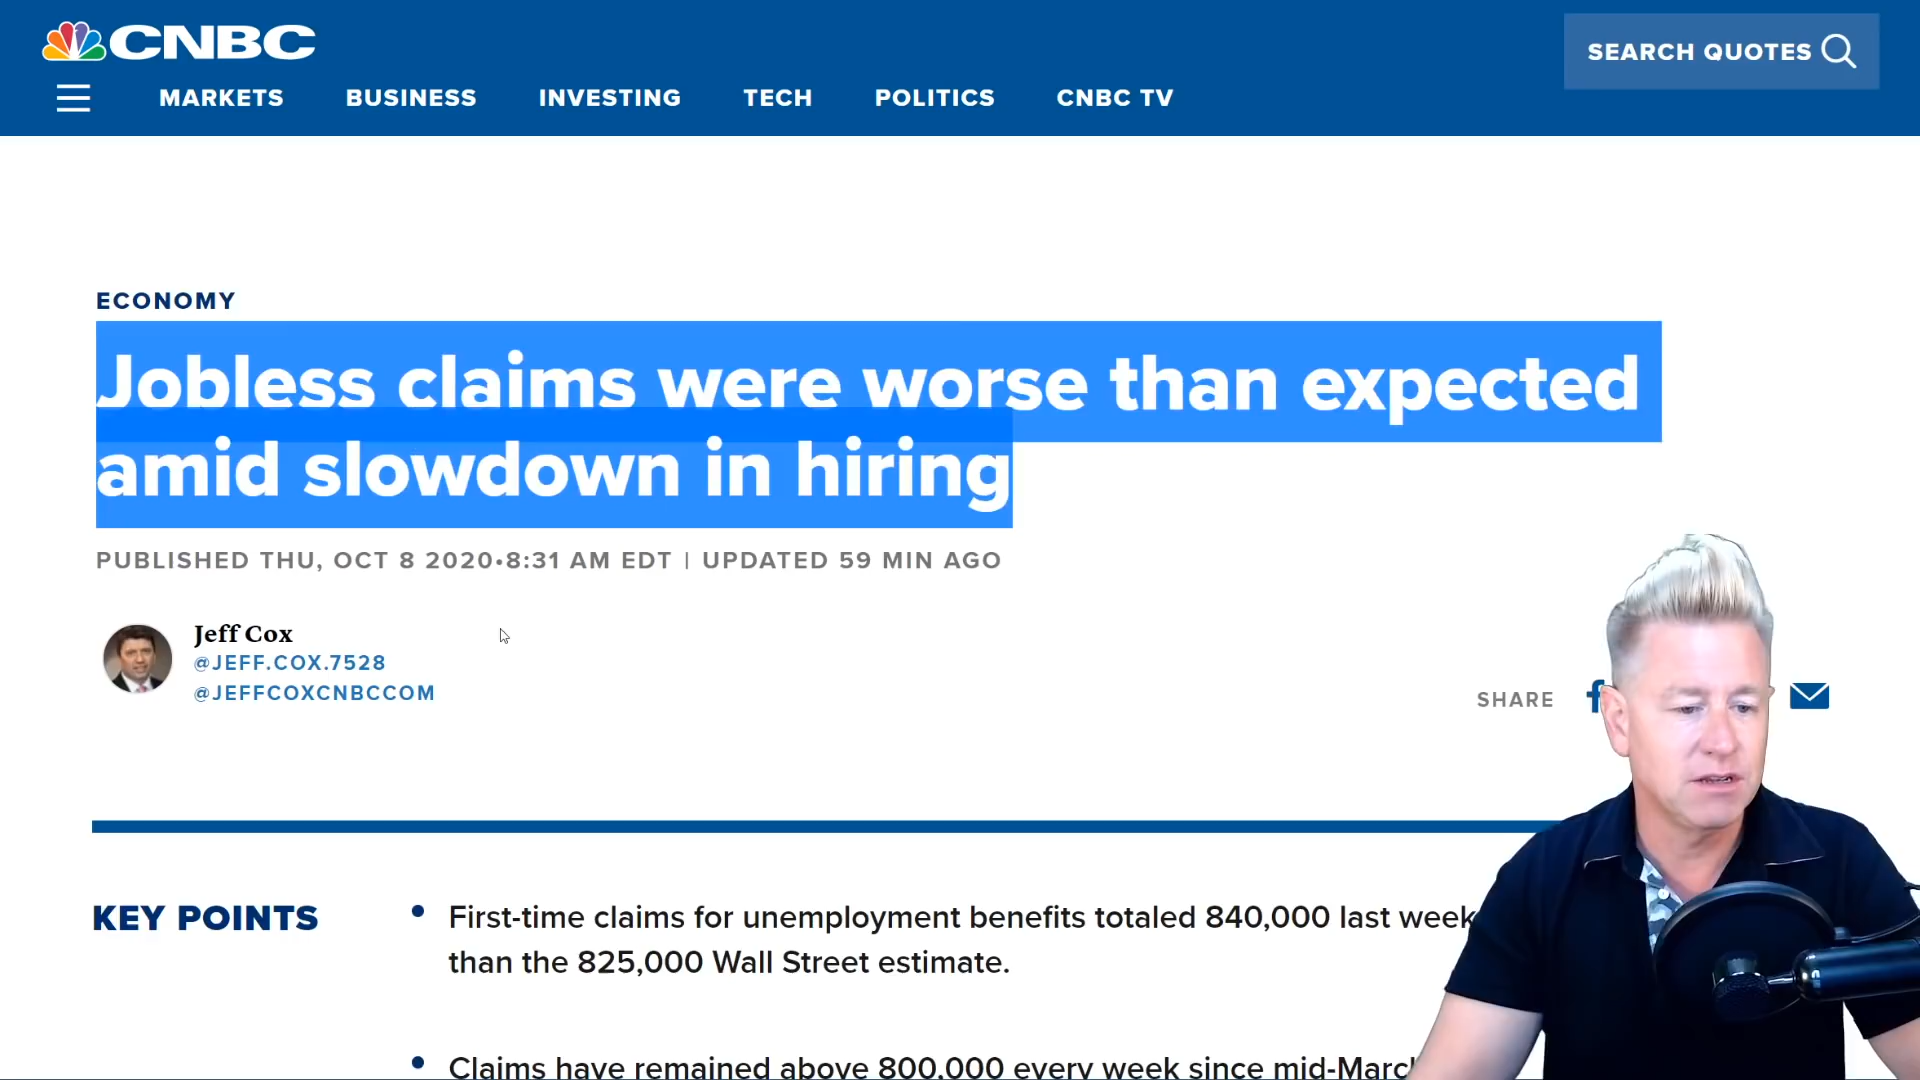 CNBC
SEARCH QUOTES
MARKETS BUSINESS INVESTING TECH POLITICS CNBC TV
ECONOMY
Jobless claims were worse than expected
amid slowdown in hiring
PUBLISHED THU, OCT 8 2020•8:31 AM EDT | UPDATED 59 MIN AGO
Jeff Cox
@JEFF.COX.7528
@JEFFCOXCNBCCOM
SHARE f
KEY POINTS
• First-time claims for unemployment benefits totaled 840,000 last week
than the 825,000 Wall Street estimate.
• Claims have remained above 800,000 every week since